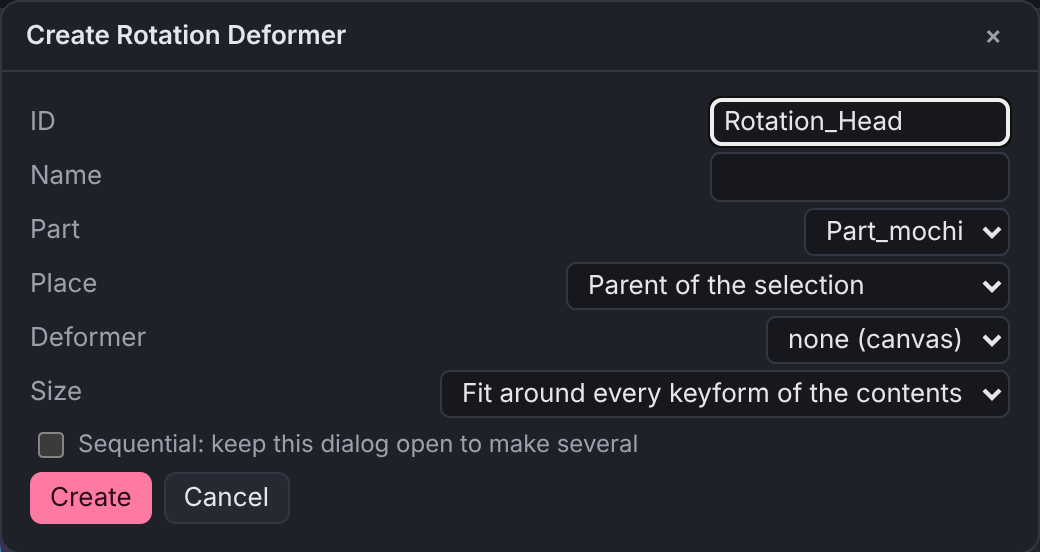 Create Rotation Deformer ×
ID Rotation_Head
Name
Part Part_mochi
Place Parent of the selection
Deformer none (canvas)
Size Fit around every keyform of the contents
Sequential: keep this dialog open to make several
Create Cancel